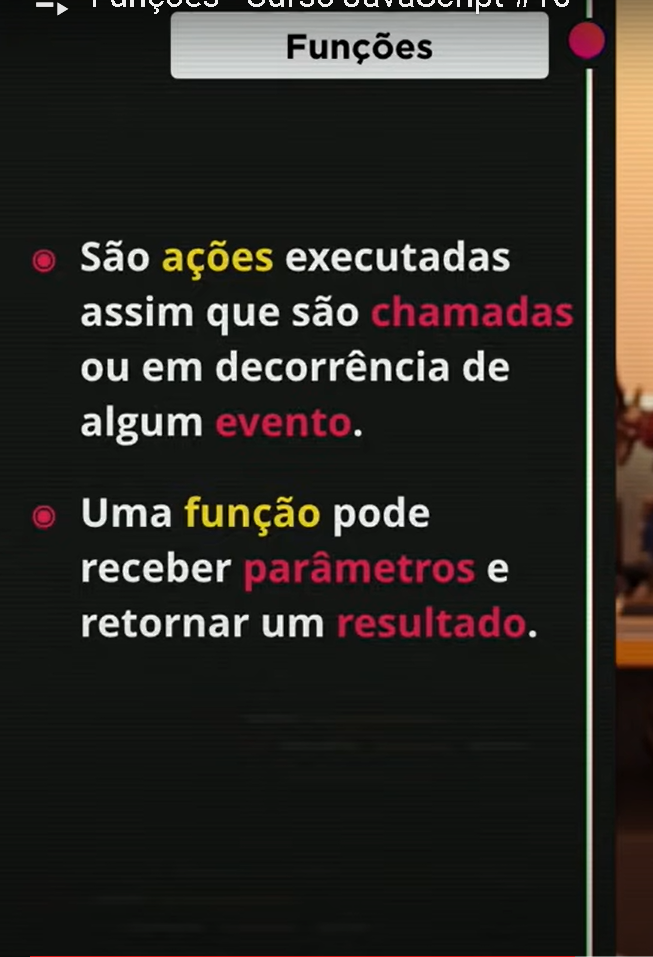 Funções - Curso JavaScript #16
Funções
São ações executadas
assim que são chamadas
ou em decorrência de
algum evento.
Uma função pode
receber parâmetros e
retornar um resultado.